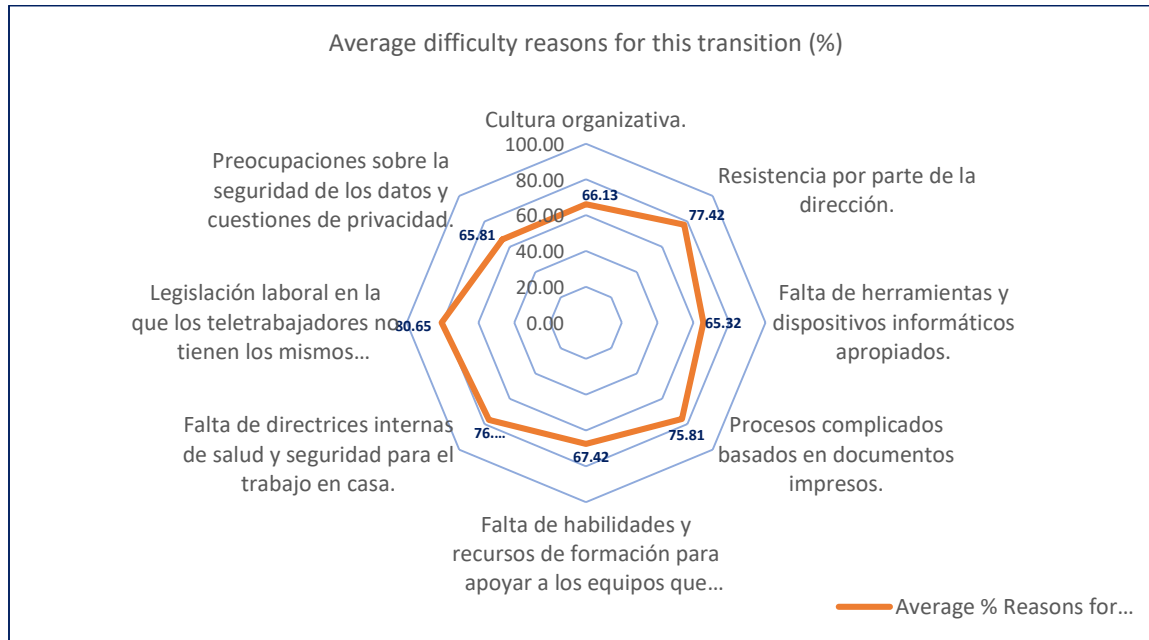 Average difficulty reasons for this transition (%)
Cultura organizativa.
100.00
80.00
60.00
40.00
20.00
0.00
66.13
Resistencia por parte de la
dirección.
77.42
Falta de herramientas y
dispositivos informáticos
apropiados.
65.32
Procesos complicados
basados en documentos
impresos.
75.81
Falta de habilidades y
recursos de formación para
apoyar a los equipos que...
67.42
Falta de directrices internas
de salud y seguridad para el
trabajo en casa.
76....
Legislación laboral en la
que los teletrabajadores no
tienen los mismos...
80.65
Preocupaciones sobre la
seguridad de los datos y
cuestiones de privacidad.
65.81
Average % Reasons for...